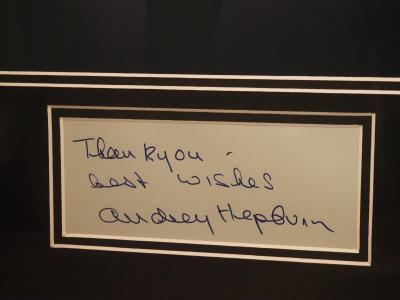 Thank you -
best wishes
Audrey Hepburn